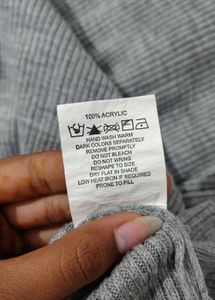 100% ACRYLIC
HAND WASH WARM
DARK COLORS SEPARATELY
REMOVE PROMPTLY
DO NOT BLEACH
DO NOT WRING
RESHAPE TO SIZE
DRY FLAT IN SHADE
LOW HEAT IRON IF REQUIRED
PRONE TO PILL